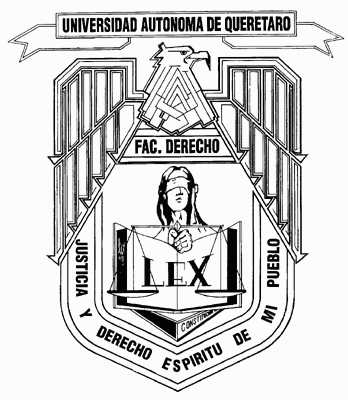 UNIVERSIDAD AUTONOMA DE QUERETARO
FAC. DERECHO
LEX
JUSTICIA Y DERECHO ESPIRITU DE MI PUEBLO